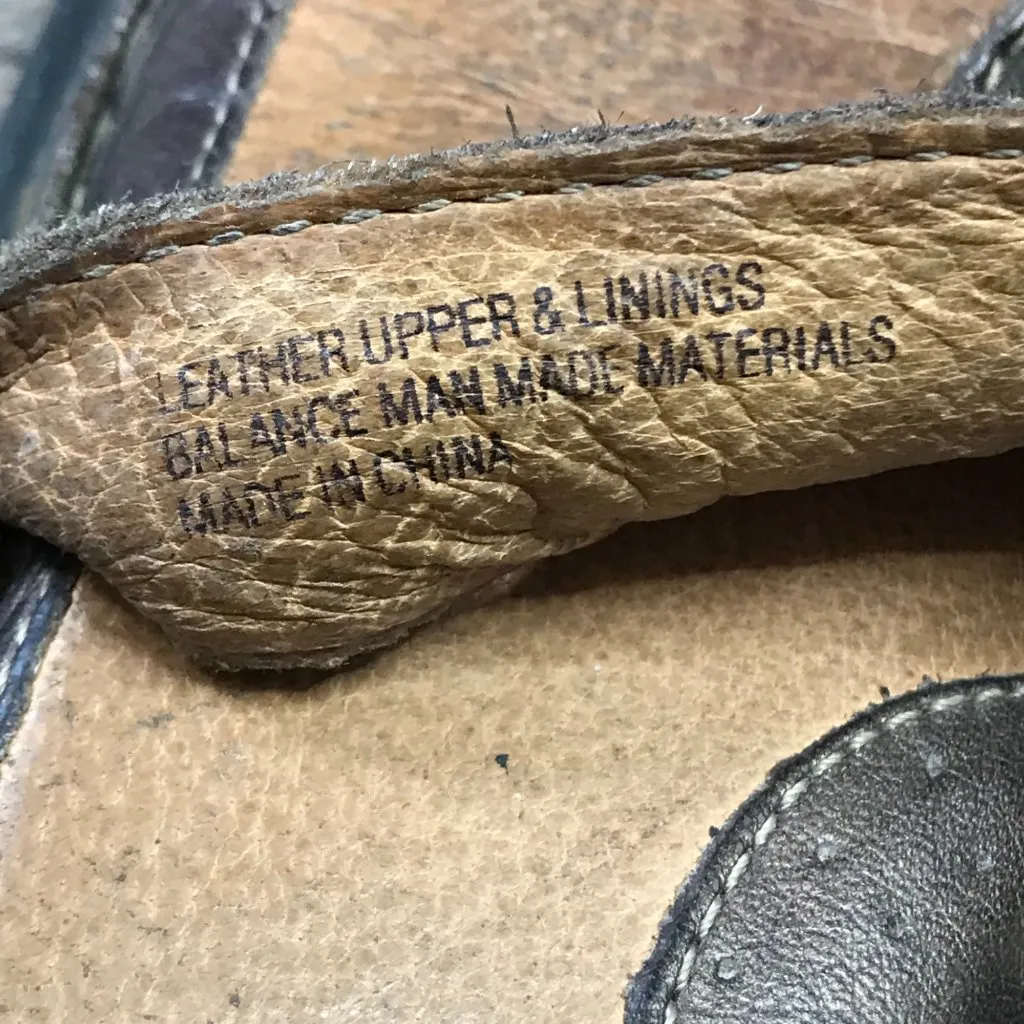 LEATHER UPPER & LININGS
BALANCE MAN MADE MATERIALS
MADE IN CHINA